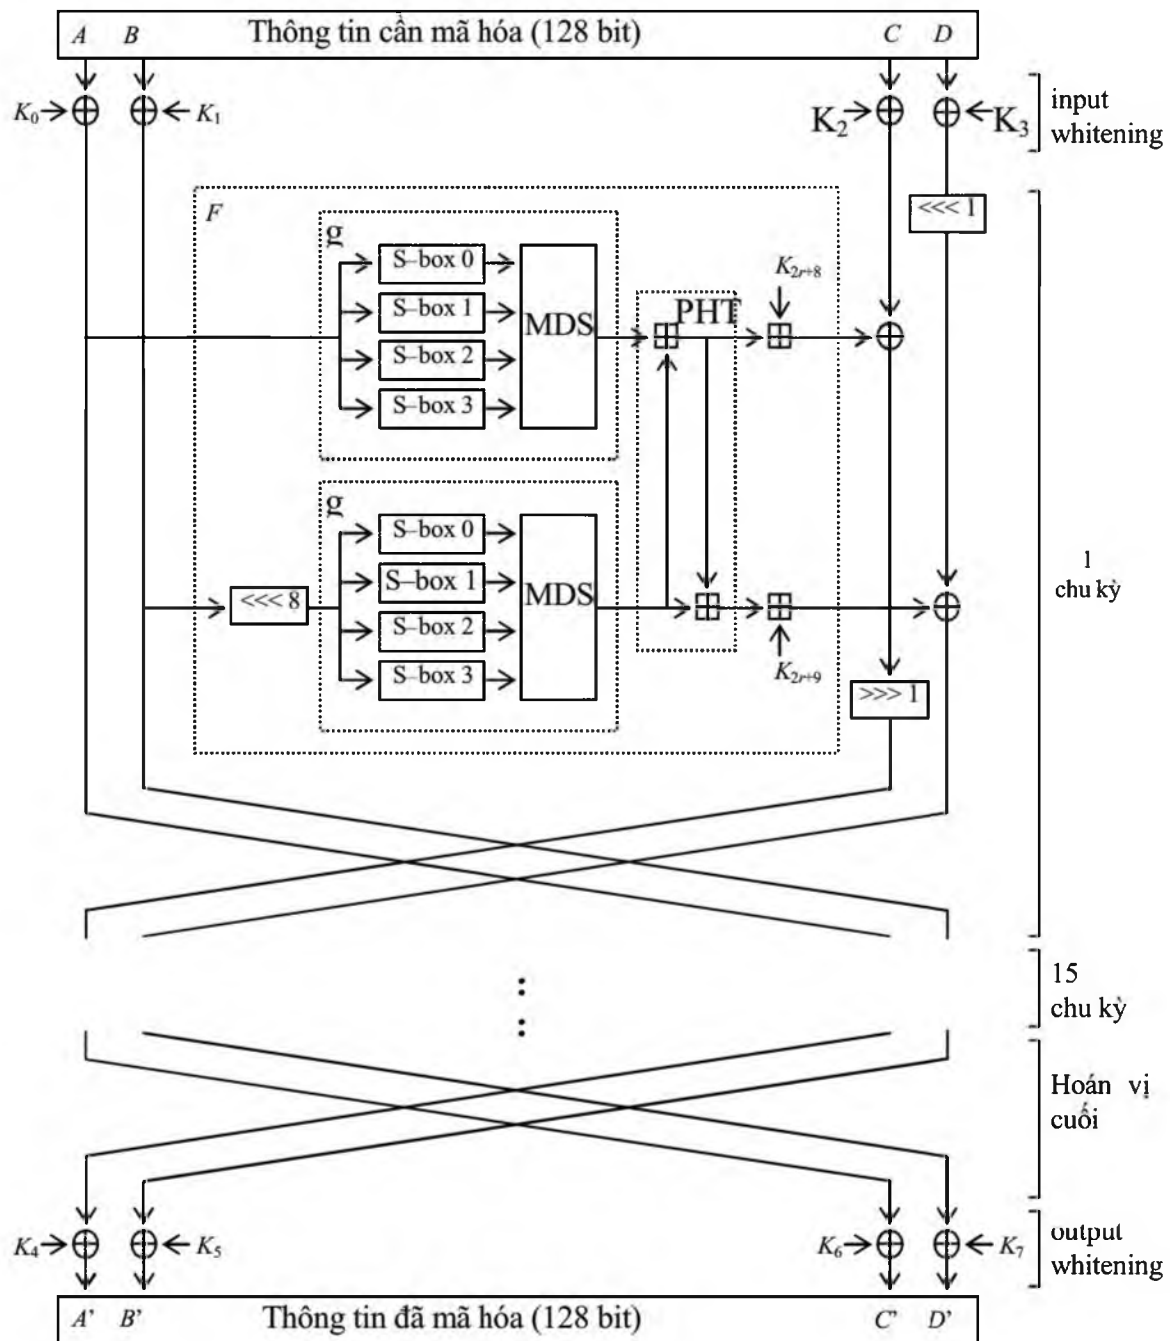 A B Thông tin cần mã hóa (128 bit) C D
K0 K1 K2 K3
input
whitening
F
<<< 1
g
S–box 0
S–box 1
S–box 2
S–box 3
MDS
PHT
K2r+8
g
<<< 8
S–box 0
S–box 1
S–box 2
S–box 3
MDS
K2r+9
>>> 1
1
chu kỳ
15
chu kỳ
Hoán vị
cuối
K4 K5 K6 K7
output
whitening
A’ B’ Thông tin đã mã hóa (128 bit) C’ D’